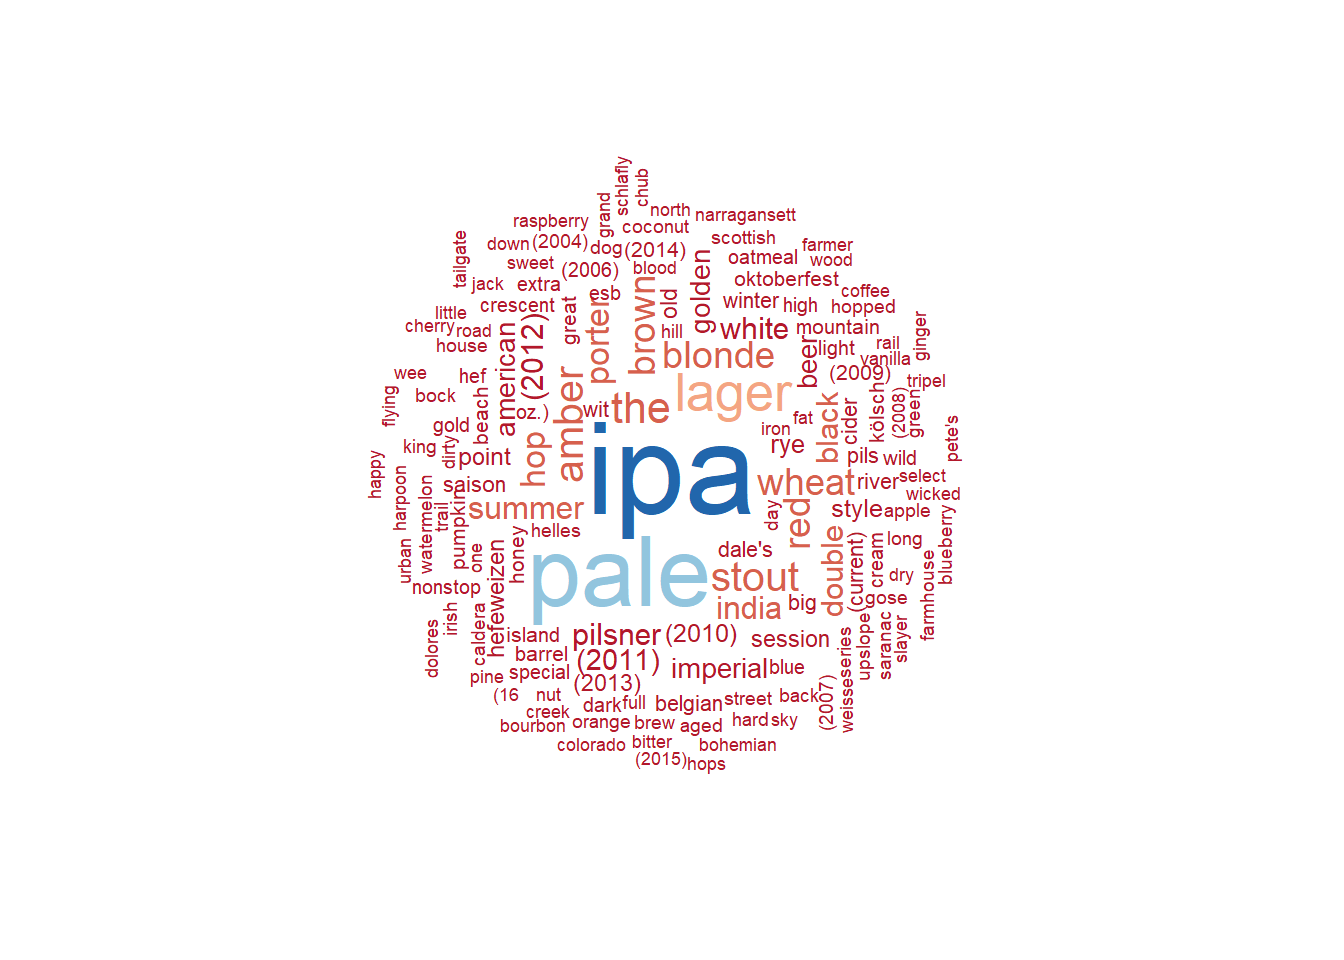 schlafly
chub
grand
north
narragansett
raspberry
coconut
tailgate
down
(2004)
dog
(2014)
scottish
farmer
sweet
(2006)
blood
golden
oatmeal
wood
jack
extra
esb
brown
old
oktoberfest
coffee
little
crescent
great
porter
hill
winter
high
hopped
cherry
road
american
(2012)
white
mountain
ginger
house
blonde
beer
light
rail
vanilla
wee
hef
amber
lager
(2009)
tripel
flying
bock
beach
oz.)
wit
the
fat
black
cider
kölsch
(2008)
green
pete's
gold
hop
ipa
iron
rye
king
dirty
point
pils
wild
happy
saison
wheat
river
select
harpoon
watermelon
trail
pumpkin
summer
day
red
style
apple
wicked
urban
one
honey
helles
dale's
double
(current)
cream
long
blueberry
nonstop
hefeweizen
pale
stout
dry
farmhouse
irish
india
big
gose
dolores
caldera
island
pilsner
(2010)
session
series
upslope
saranac
slayer
barrel
(2011)
imperial
blue
pine
special
(2013)
(2007)
weisse
(16
nut
dark
full
belgian
street
back
creek
bourbon
orange
brew
aged
hard
sky
colorado
bitter
bohemian
(2015)
hops